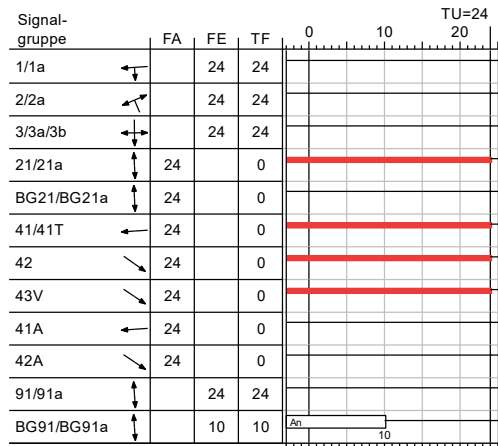 TU=24
Signal-
gruppe FA FE TF 0 10 20
1/1a 24 24
2/2a 24 24
3/3a/3b 24 24
21/21a 24 0
BG21/BG21a 24 0
41/41T 24 0
42 24 0
43V 24 0
41A 24 0
42A 24 0
91/91a 24 24
BG91/BG91a 10 10 An
10